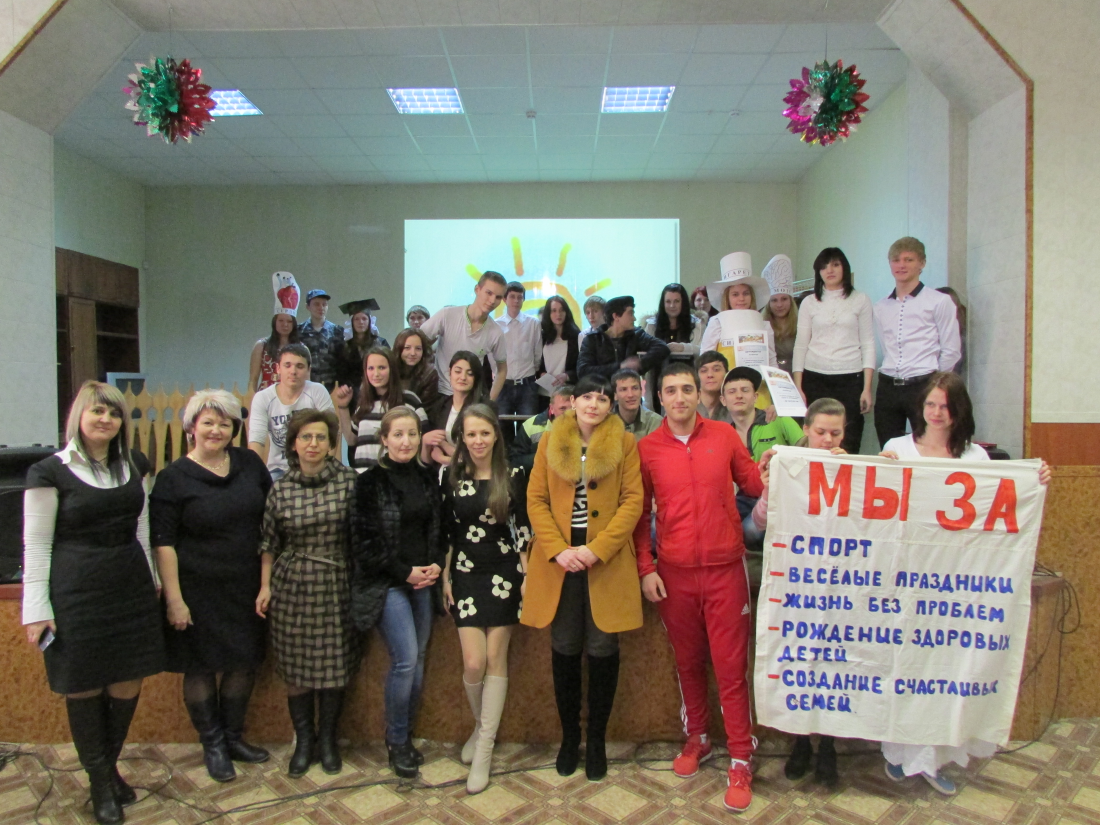 МЫ ЗА
- СПОРТ
- ВЕСЁЛЫЕ ПРАЗДНИКИ
- ЖИЗНЬ БЕЗ ПРОБЛЕМ
- РОЖДЕНИЕ ЗДОРОВЫХ
ДЕТЕЙ
- СОЗДАНИЕ СЧАСТЛИВЫХ
СЕМЕЙ